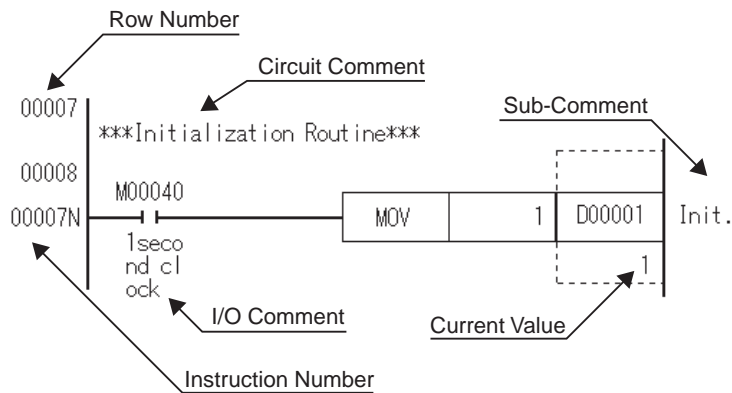 Row Number
Circuit Comment
00007
Sub-Comment
***Initialization Routine***
00008
M00040
00007N
MOV
1
D00001
Init.
1seco
nd cl
ock
1
I/O Comment
Current Value
Instruction Number